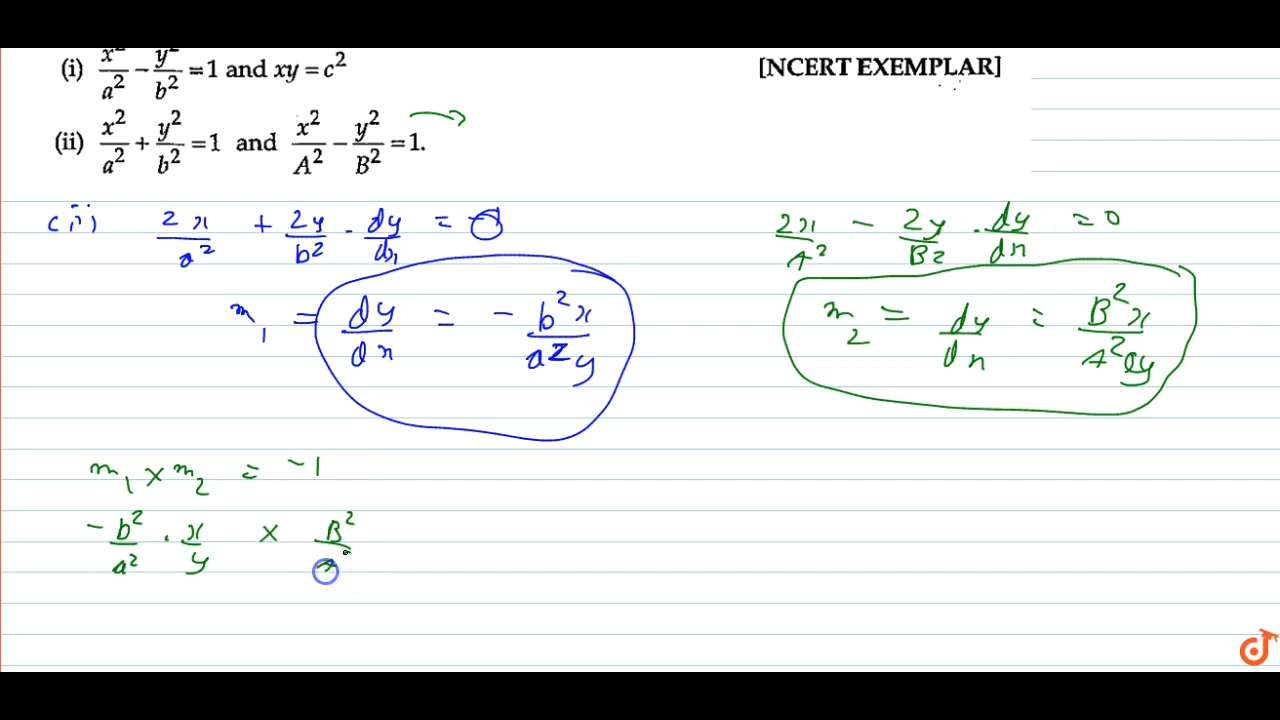 (i) x²/a² − y²/b² = 1 and xy = c² [NCERT EXEMPLAR]
(ii) x²/a² + y²/b² = 1 and x²/A² − y²/B² = 1.
(ii) 2x/a² + 2y/b² · dy/dx = 0
2x/A² − 2y/B² · dy/dx = 0
m₁ = dy/dx = − b²x/a²y
m₂ = dy/dx = B²x/A²y
m₁ × m₂ = −1
− b²/a² · x/y × B²/A²